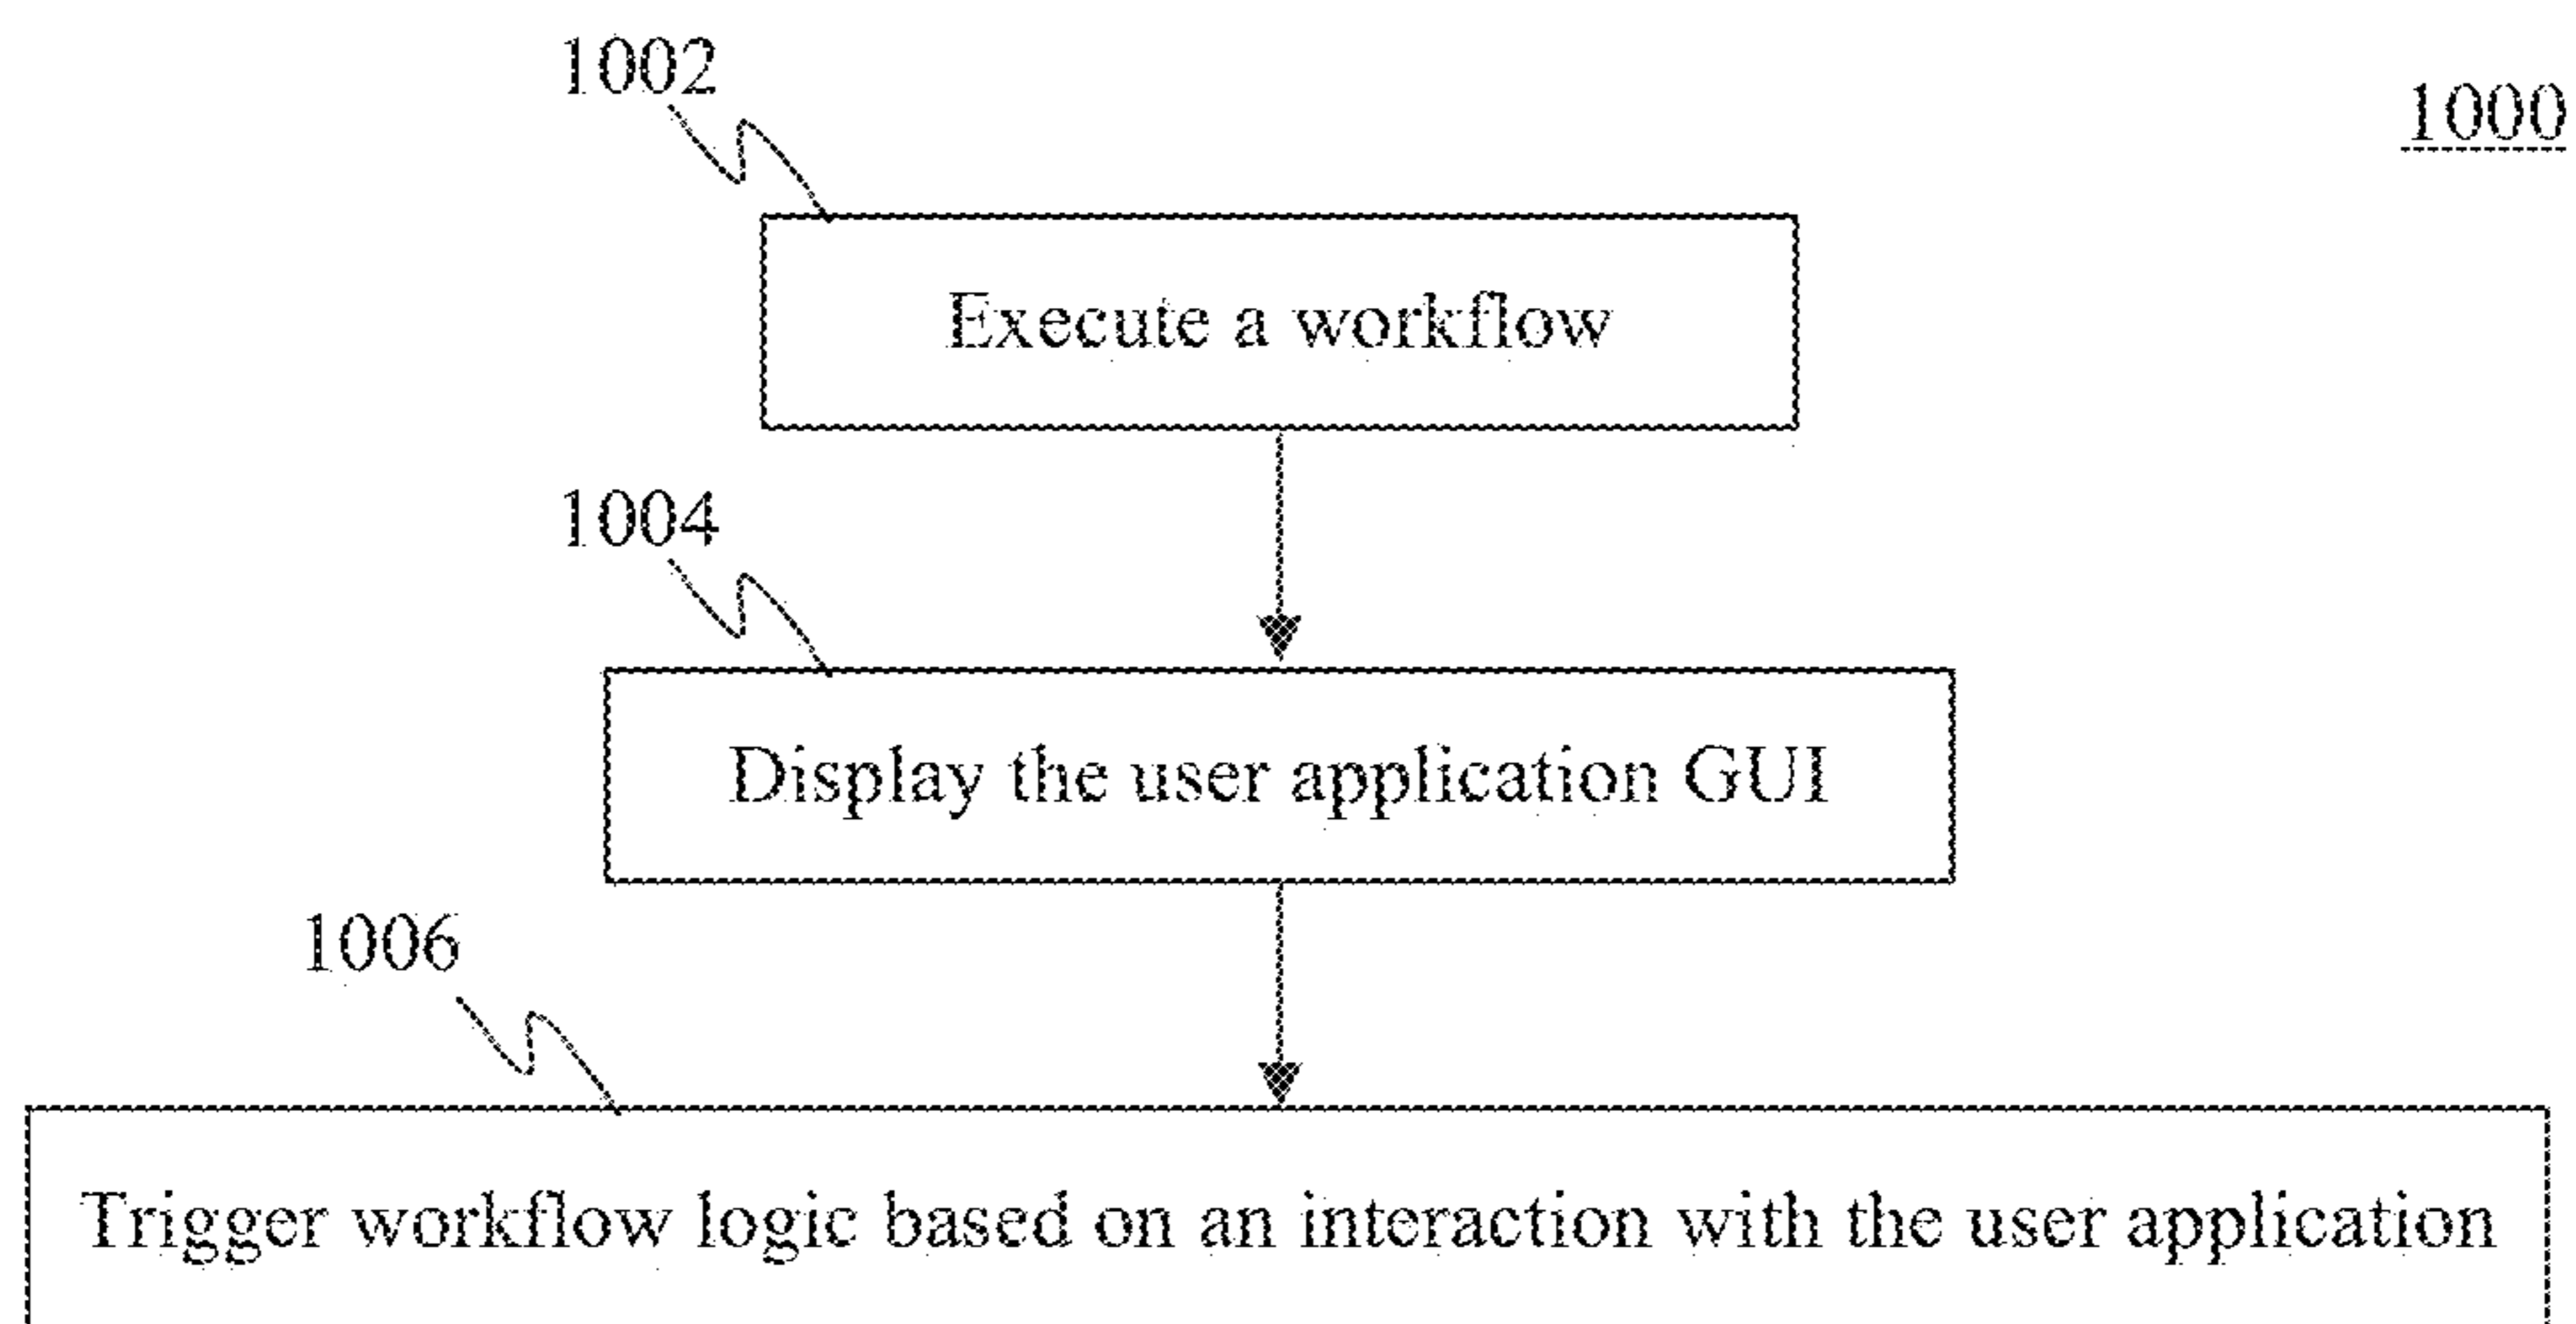 1002
1000
Execute a workflow
1004
Display the user application GUI
1006
Trigger workflow logic based on an interaction with the user application